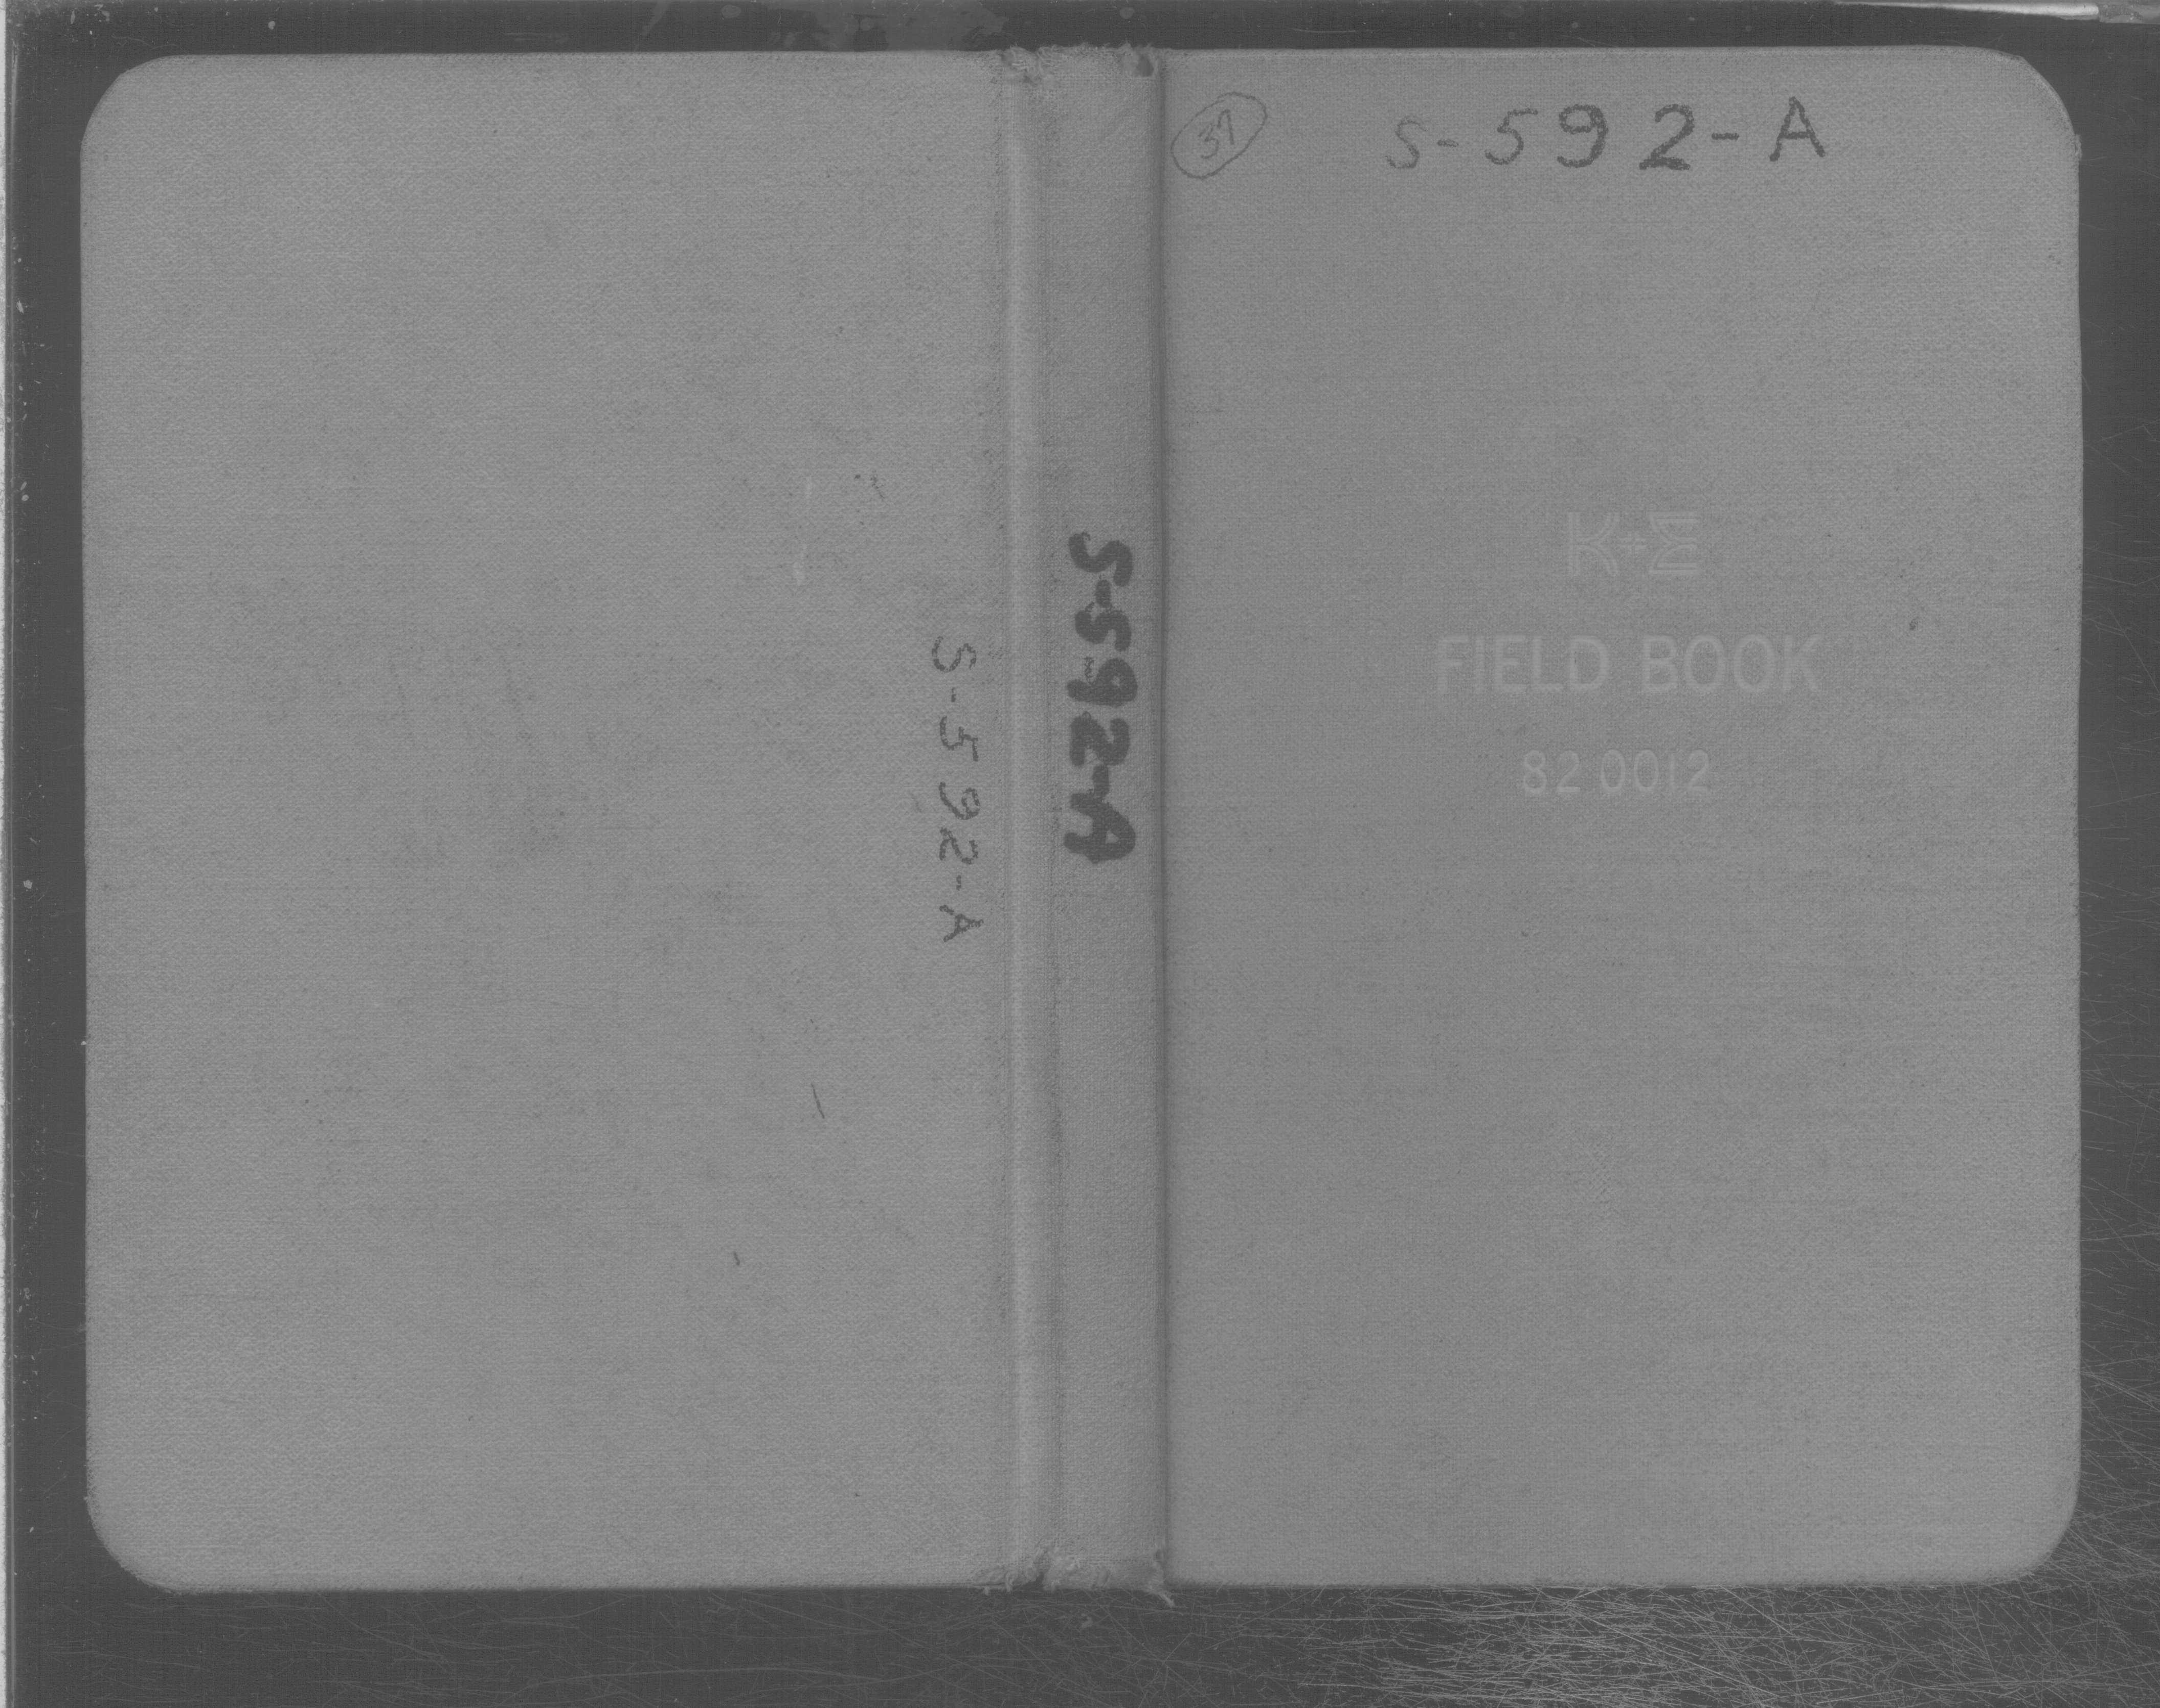 S-592-A
S-592-A
37
S-592-A
K+M
FIELD BOOK
82 0012